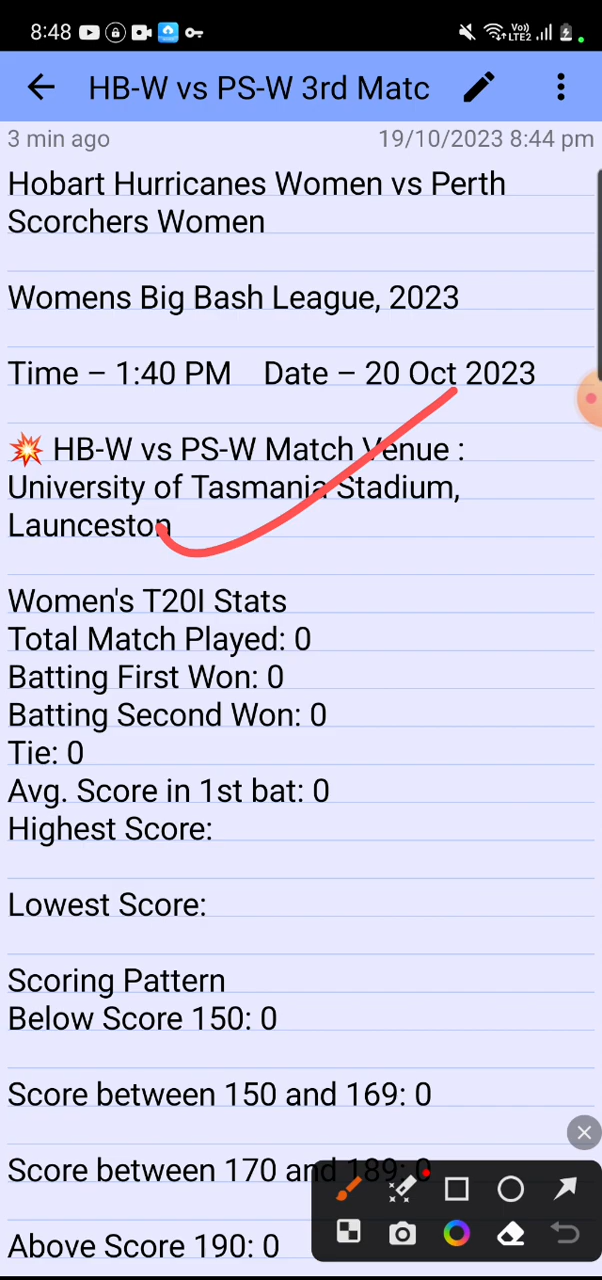 8:48
Vo)) LTE2
HB-W vs PS-W 3rd Matc
3 min ago 19/10/2023 8:44 pm
Hobart Hurricanes Women vs Perth
Scorchers Women
Womens Big Bash League, 2023
Time – 1:40 PM Date – 20 Oct 2023
💥 HB-W vs PS-W Match Venue :
University of Tasmania Stadium,
Launceston
Women's T20I Stats
Total Match Played: 0
Batting First Won: 0
Batting Second Won: 0
Tie: 0
Avg. Score in 1st bat: 0
Highest Score:
Lowest Score:
Scoring Pattern
Below Score 150: 0
Score between 150 and 169: 0
Score between 170 and 189: 0
Above Score 190: 0